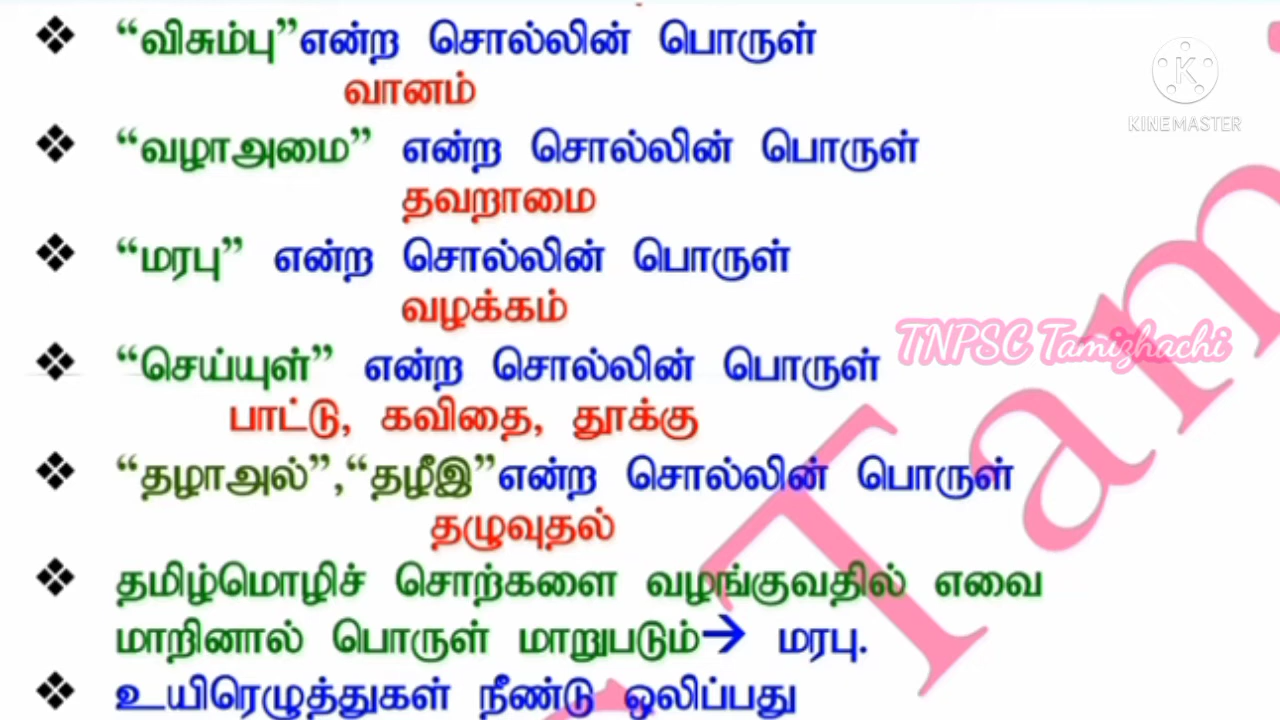 ❖ “விசும்பு”என்ற சொல்லின் பொருள்
வானம்
KINEMASTER
❖ “வழாஅமை” என்ற சொல்லின் பொருள்
தவறாமை
❖ “மரபு” என்ற சொல்லின் பொருள்
வழக்கம்
TNPSC Tamizhachi
❖ “செய்யுள்” என்ற சொல்லின் பொருள்
பாட்டு, கவிதை, தூக்கு
❖ “தழாஅல்”,“தழீஇ”என்ற சொல்லின் பொருள்
தழுவுதல்
❖ தமிழ்மொழிச் சொற்களை வழங்குவதில் எவை
மாறினால் பொருள் மாறுபடும்→ மரபு.
❖ உயிரெழுத்துகள் நீண்டு ஒலிப்பது